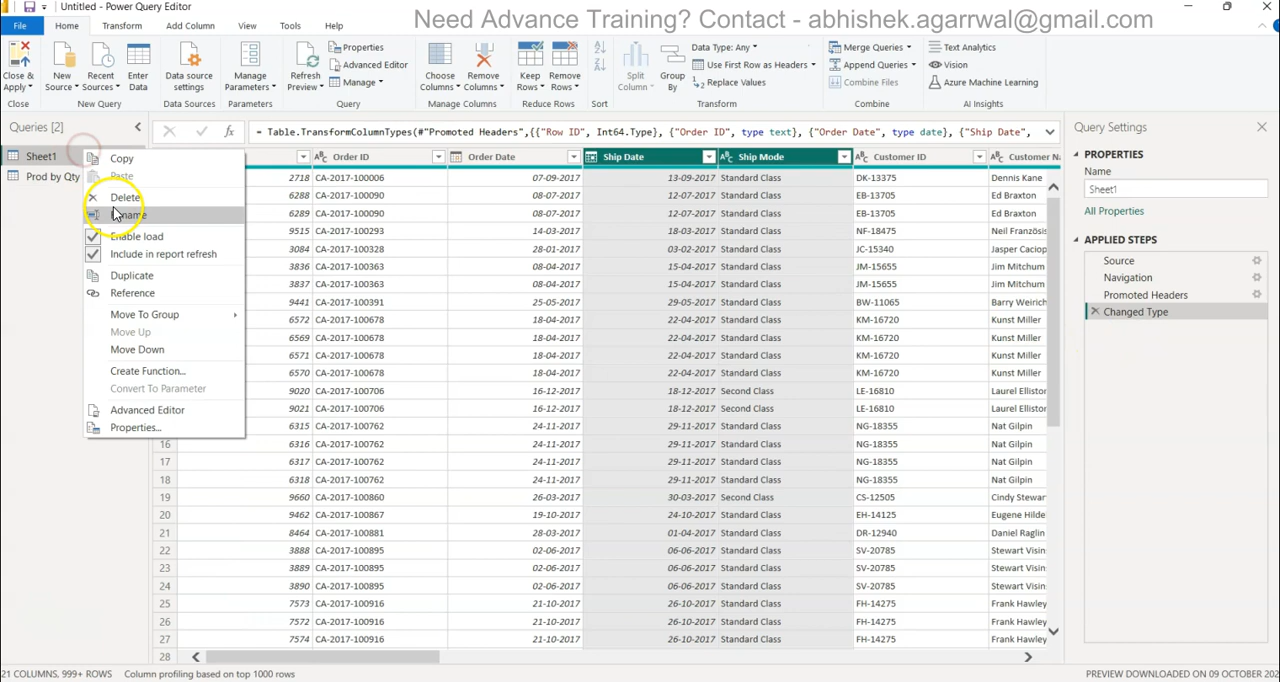 Untitled - Power Query Editor
Need Advance Training? Contact - abhishek.agarrwal@gmail.com
File Home Transform Add Column View Tools Help
Close & Apply
New Source
Recent Sources
Enter Data
Data source settings
Manage Parameters
Refresh Preview
Properties
Advanced Editor
Manage
Choose Columns
Remove Columns
Keep Rows
Remove Rows
Split Column
Group By
Data Type: Any
Use First Row as Headers
Replace Values
Merge Queries
Append Queries
Combine Files
Text Analytics
Vision
Azure Machine Learning
Close New Query Data Sources Parameters Query Manage Columns Reduce Rows Sort Transform Combine AI Insights
Queries [2]
= Table.TransformColumnTypes(#"Promoted Headers",{{"Row ID", Int64.Type}, {"Order ID", type text}, {"Order Date", type date}, {"Ship Date",
Sheet1
Prod by Qty
Copy
Paste
Delete
Enable load
Include in report refresh
Duplicate
Reference
Move To Group
Move Up
Move Down
Create Function...
Convert To Parameter
Advanced Editor
Properties...
Order ID Order Date Ship Date Ship Mode Customer ID Customer Na
2718 CA-2017-100006 07-09-2017 13-09-2017 Standard Class DK-13375 Dennis Kane
6288 CA-2017-100090 08-07-2017 12-07-2017 Standard Class EB-13705 Ed Braxton
6289 CA-2017-100090 08-07-2017 12-07-2017 Standard Class EB-13705 Ed Braxton
9515 CA-2017-100293 14-03-2017 18-03-2017 Standard Class NF-18475 Neil Französis
3084 CA-2017-100328 28-01-2017 03-02-2017 Standard Class JC-15340 Jasper Caciop
3836 CA-2017-100363 08-04-2017 15-04-2017 Standard Class JM-15655 Jim Mitchum
3837 CA-2017-100363 08-04-2017 15-04-2017 Standard Class JM-15655 Jim Mitchum
9441 CA-2017-100391 25-05-2017 29-05-2017 Standard Class BW-11065 Barry Weirich
6572 CA-2017-100678 18-04-2017 22-04-2017 Standard Class KM-16720 Kunst Miller
6569 CA-2017-100678 18-04-2017 22-04-2017 Standard Class KM-16720 Kunst Miller
6571 CA-2017-100678 18-04-2017 22-04-2017 Standard Class KM-16720 Kunst Miller
6570 CA-2017-100678 18-04-2017 22-04-2017 Standard Class KM-16720 Kunst Miller
9020 CA-2017-100706 16-12-2017 18-12-2017 Second Class LE-16810 Laurel Elliston
9021 CA-2017-100706 16-12-2017 18-12-2017 Second Class LE-16810 Laurel Elliston
6315 CA-2017-100762 24-11-2017 29-11-2017 Standard Class NG-18355 Nat Gilpin
16 6316 CA-2017-100762 24-11-2017 29-11-2017 Standard Class NG-18355 Nat Gilpin
17 6317 CA-2017-100762 24-11-2017 29-11-2017 Standard Class NG-18355 Nat Gilpin
18 6318 CA-2017-100762 24-11-2017 29-11-2017 Standard Class NG-18355 Nat Gilpin
19 9660 CA-2017-100860 26-03-2017 30-03-2017 Second Class CS-12505 Cindy Stewar
20 9462 CA-2017-100867 19-10-2017 24-10-2017 Standard Class EH-14125 Eugene Hilde
21 8464 CA-2017-100881 28-03-2017 01-04-2017 Standard Class DR-12940 Daniel Raglin
22 3888 CA-2017-100895 02-06-2017 06-06-2017 Standard Class SV-20785 Stewart Visin
23 3889 CA-2017-100895 02-06-2017 06-06-2017 Standard Class SV-20785 Stewart Visin
24 3890 CA-2017-100895 02-06-2017 06-06-2017 Standard Class SV-20785 Stewart Visin
25 7573 CA-2017-100916 21-10-2017 26-10-2017 Standard Class FH-14275 Frank Hawley
26 7572 CA-2017-100916 21-10-2017 26-10-2017 Standard Class FH-14275 Frank Hawley
27 7574 CA-2017-100916 21-10-2017 26-10-2017 Standard Class FH-14275 Frank Hawley
28
Query Settings
PROPERTIES
Name
Sheet1
All Properties
APPLIED STEPS
Source
Navigation
Promoted Headers
Changed Type
21 COLUMNS, 999+ ROWS Column profiling based on top 1000 rows PREVIEW DOWNLOADED ON 09 OCTOBER 202